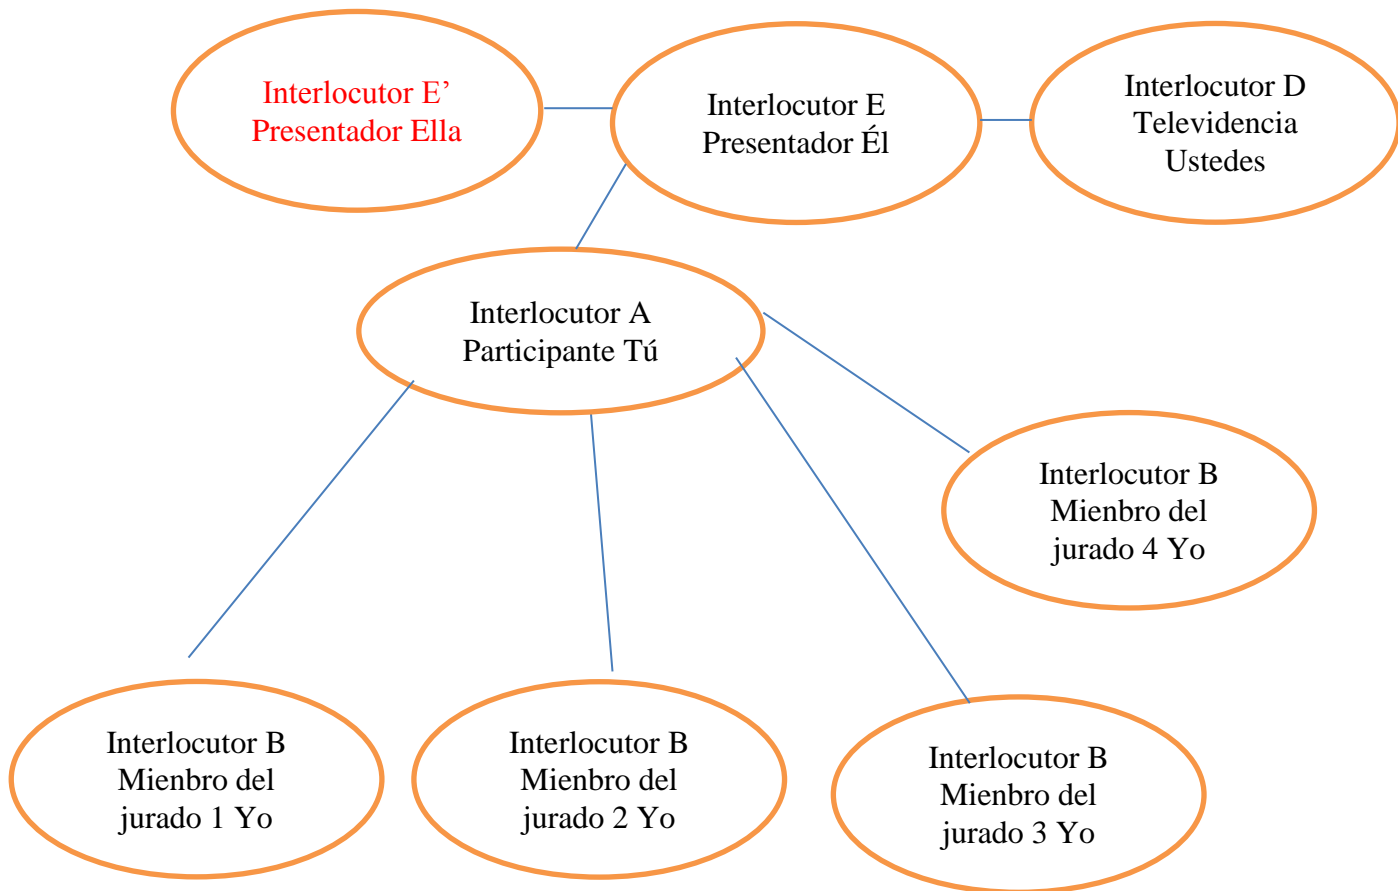 Interlocutor E’
Presentador Ella
Interlocutor E
Presentador Él
Interlocutor D
Televidencia
Ustedes
Interlocutor A
Participante Tú
Interlocutor B
Mienbro del
jurado 4 Yo
Interlocutor B
Mienbro del
jurado 1 Yo
Interlocutor B
Mienbro del
jurado 2 Yo
Interlocutor B
Mienbro del
jurado 3 Yo